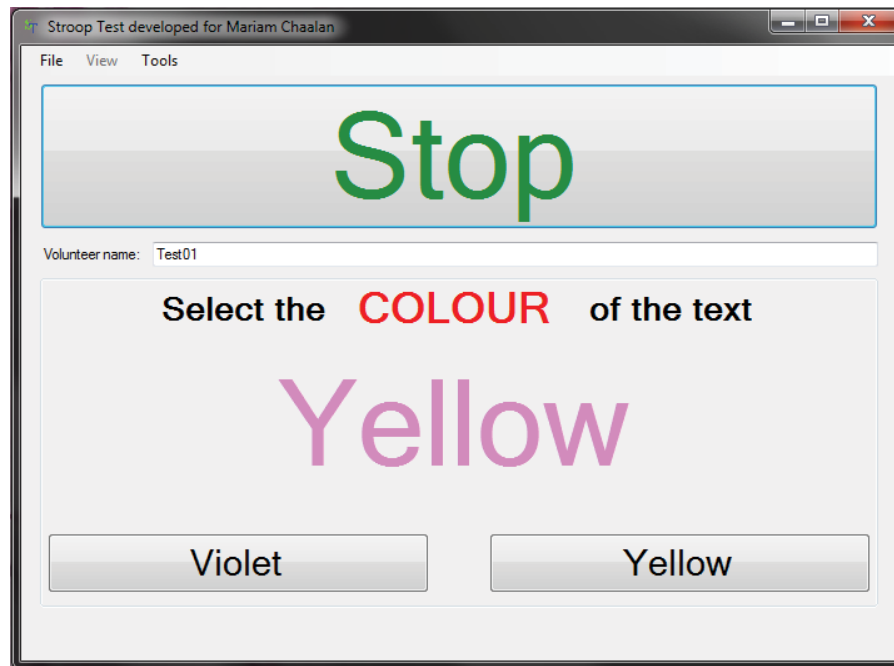 Stroop Test developed for Mariam Chaalan
File View Tools
Stop
Volunteer name: Test01
Select the COLOUR of the text
Yellow
Violet Yellow